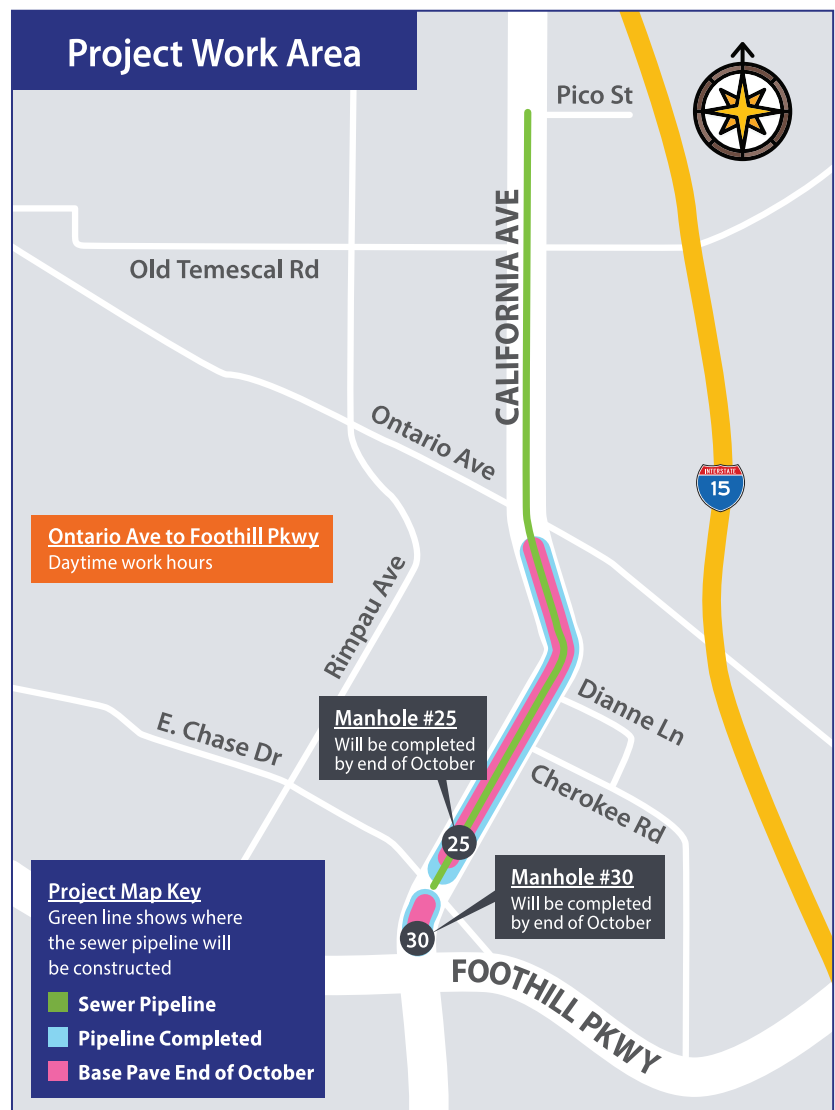 Project Work Area
Pico St
CALIFORNIA AVE
Old Temescal Rd
Ontario Ave
INTERSTATE
15
Ontario Ave to Foothill Pkwy
Daytime work hours
Rimpau Ave
Dianne Ln
Manhole #25
Will be completed
by end of October
E. Chase Dr
Cherokee Rd
25
Manhole #30
Will be completed
by end of October
30
FOOTHILL PKWY
Project Map Key
Green line shows where
the sewer pipeline will
be constructed
Sewer Pipeline
Pipeline Completed
Base Pave End of October